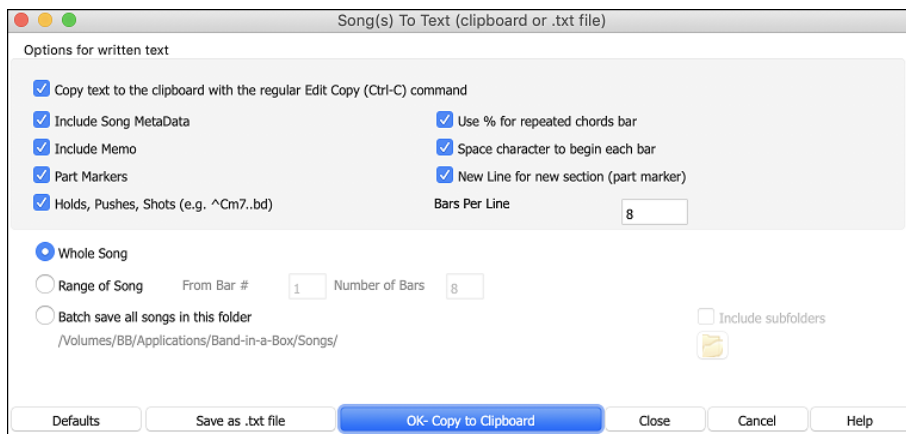 Song(s) To Text (clipboard or .txt file)
Options for written text
Copy text to the clipboard with the regular Edit Copy (Ctrl-C) command
Include Song MetaData
Use % for repeated chords bar
Include Memo
Space character to begin each bar
Part Markers
New Line for new section (part marker)
Holds, Pushes, Shots (e.g. ^Cm7..bd)
Bars Per Line 8
Whole Song
Range of Song From Bar # 1 Number of Bars 8
Batch save all songs in this folder
Include subfolders
/Volumes/BB/Applications/Band-in-a-Box/Songs/
Defaults Save as .txt file OK- Copy to Clipboard Close Cancel Help